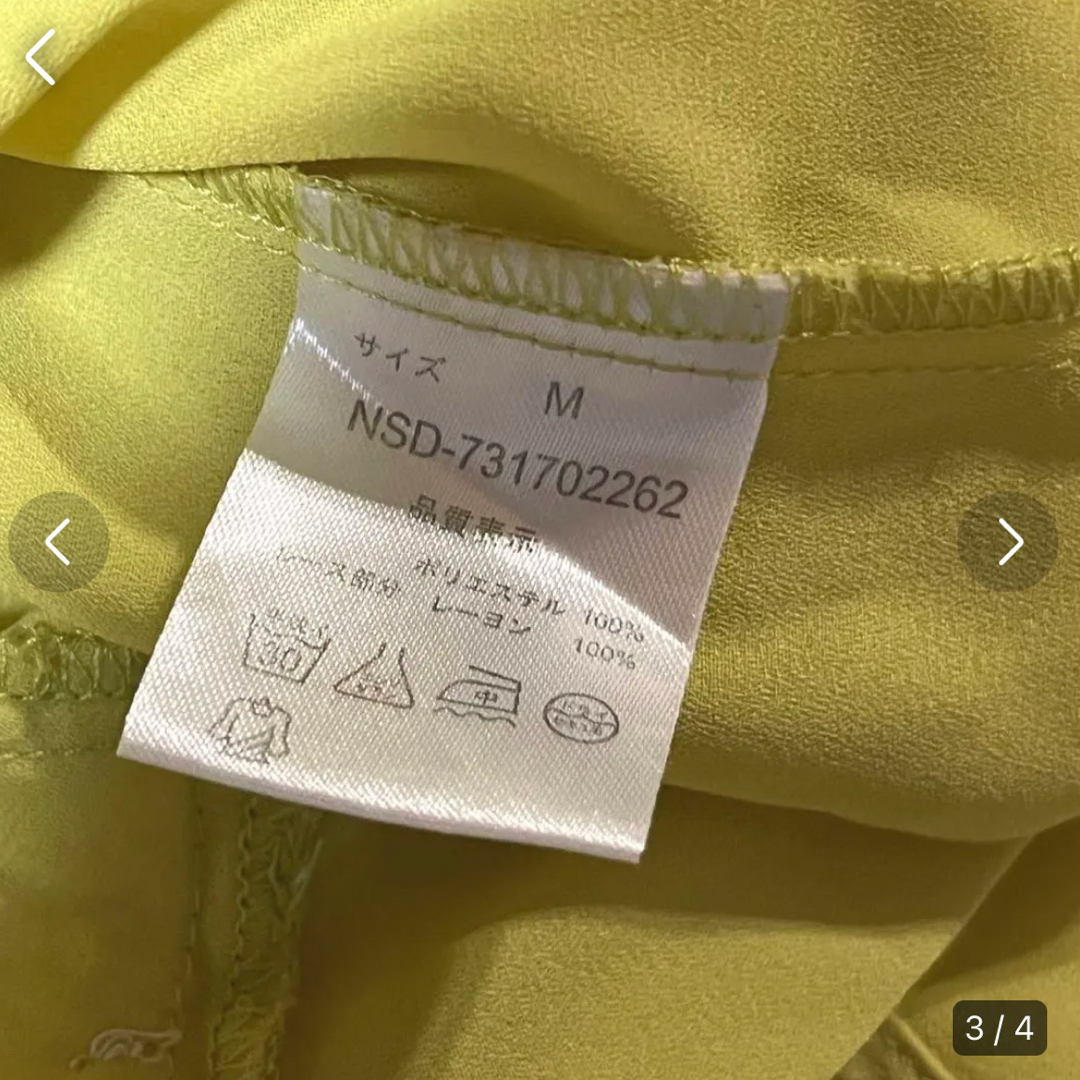 サイズ M
NSD-731702262
品質表示
ポリエステル 100%
レース部分 レーヨン 100%
30
中
3 / 4